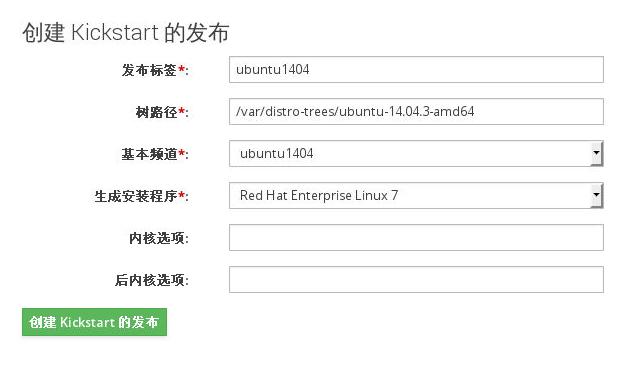 创建 Kickstart 的发布
发布标签*: ubuntu1404
树路径*: /var/distro-trees/ubuntu-14.04.3-amd64
基本频道*: ubuntu1404
生成安装程序*: Red Hat Enterprise Linux 7
内核选项:
后内核选项:
创建 Kickstart 的发布